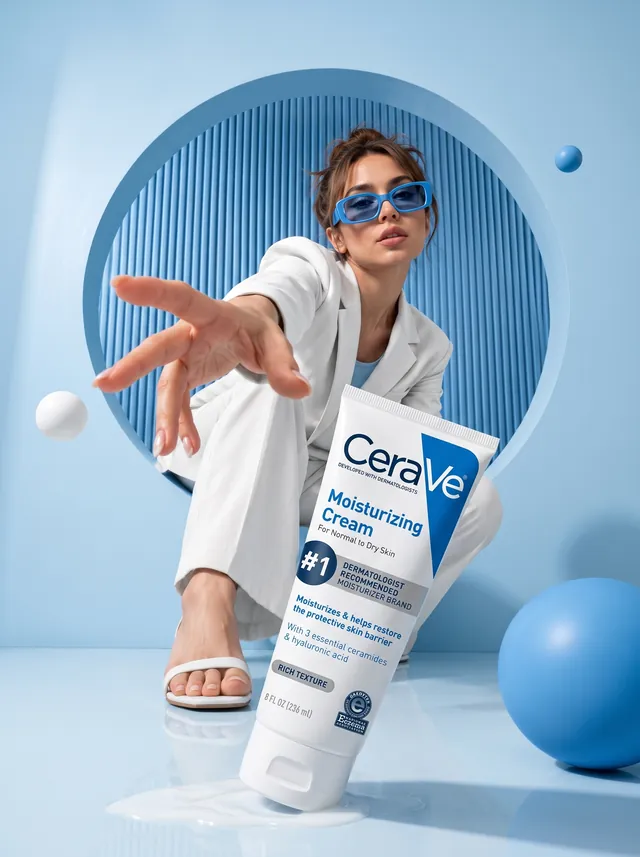 CeraVe®
DEVELOPED WITH DERMATOLOGISTS
Moisturizing
Cream
For Normal to Dry Skin
#1
DERMATOLOGIST
RECOMMENDED
MOISTURIZER BRAND
Moisturizes & helps restore
the protective skin barrier
With 3 essential ceramides
& hyaluronic acid
RICH TEXTURE
8 FL OZ (236 ml)
Eczema